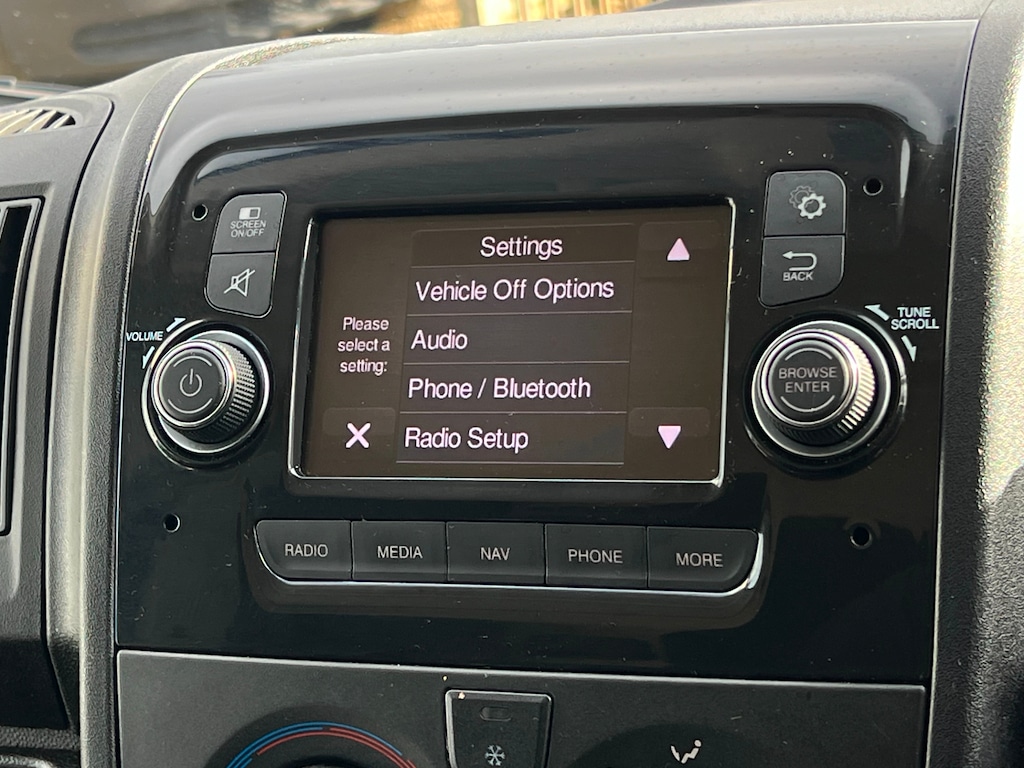 SCREEN
ON/OFF
BACK
VOLUME
TUNE
SCROLL
BROWSE
ENTER
Settings
Vehicle Off Options
Please
select a
setting:
Audio
Phone / Bluetooth
Radio Setup
RADIO
MEDIA
NAV
PHONE
MORE